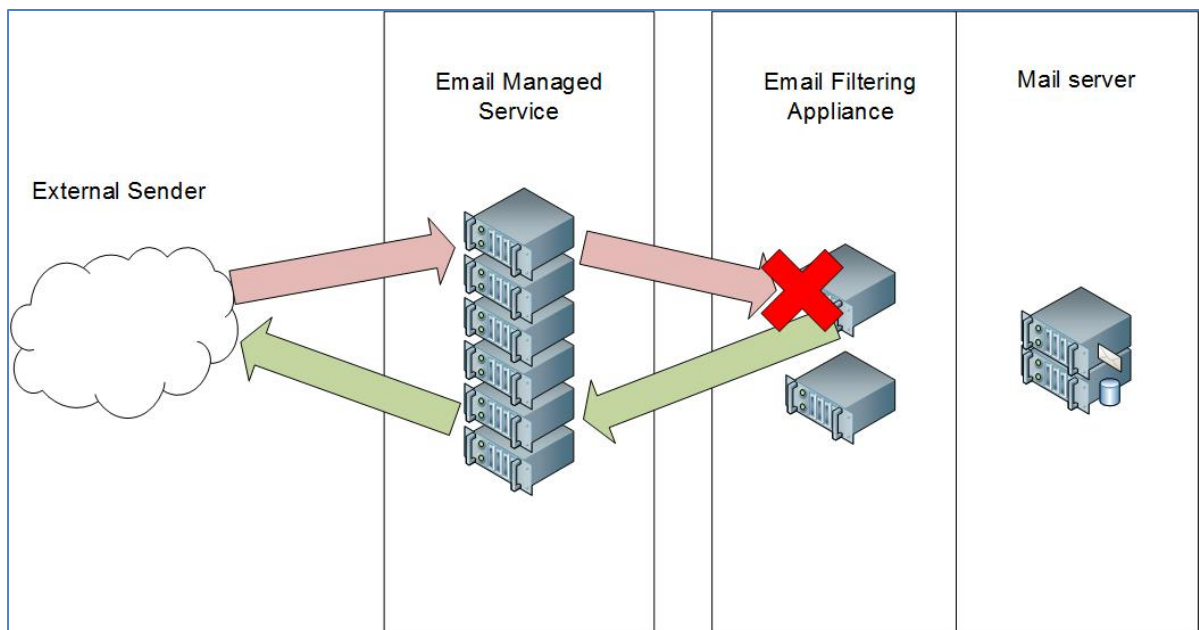 External Sender
Email Managed
Service
Email Filtering
Appliance
Mail server